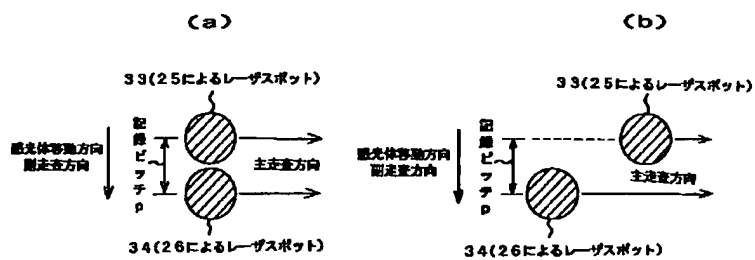 (a)
33(25によるレーザスポット)
記録ピッチp
感光体移動方向
副走査方向
主走査方向
34(26によるレーザスポット)
(b)
33(25によるレーザスポット)
記録ピッチp
感光体移動方向
副走査方向
主走査方向
34(26によるレーザスポット)